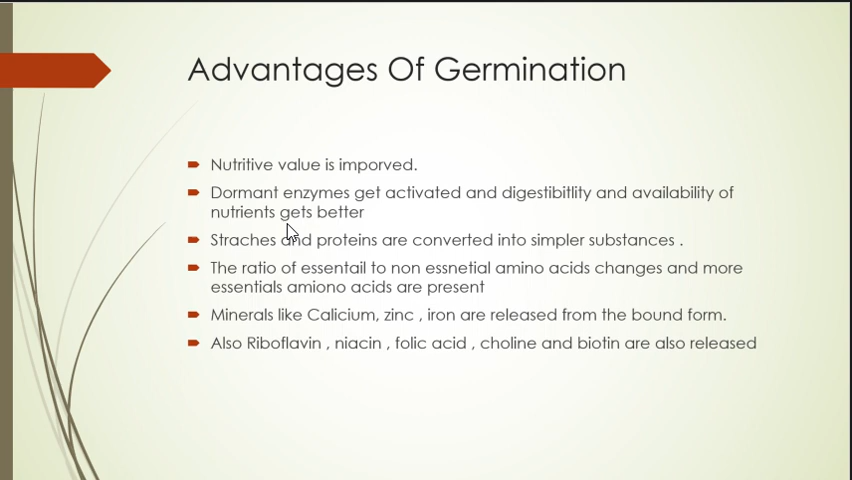 Advantages Of Germination
Nutritive value is imporved.
Dormant enzymes get activated and digestibitlity and availability of
nutrients gets better
Straches and proteins are converted into simpler substances .
The ratio of essentail to non essnetial amino acids changes and more
essentials amiono acids are present
Minerals like Calicium, zinc , iron are released from the bound form.
Also Riboflavin , niacin , folic acid , choline and biotin are also released